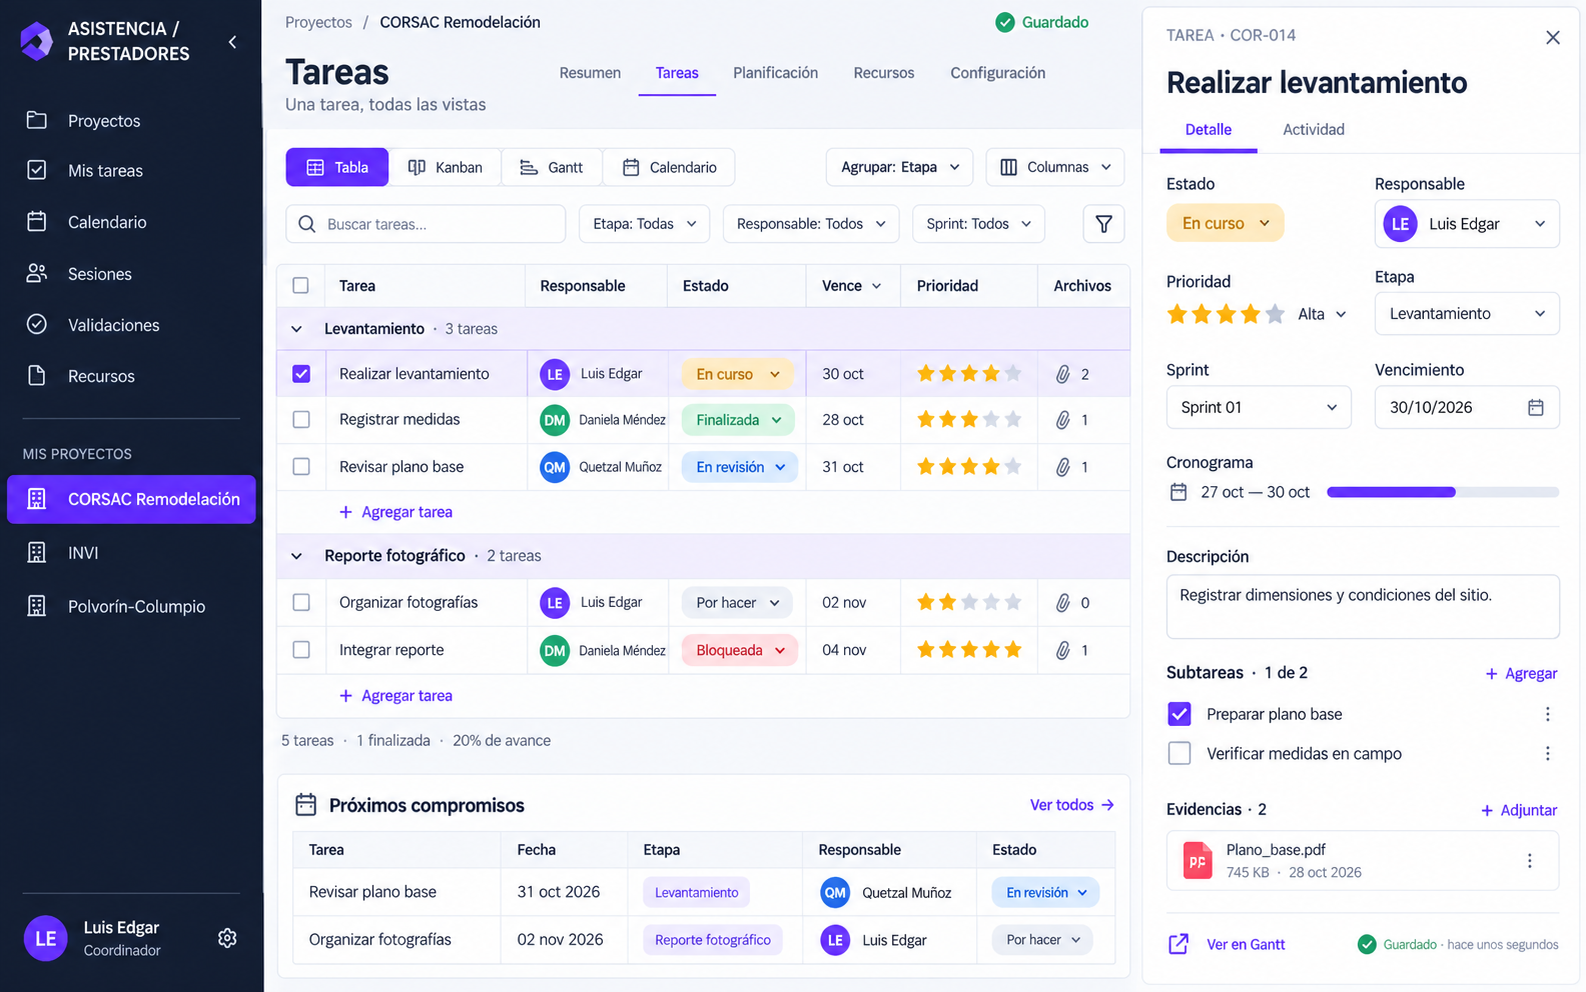 ASISTENCIA /
PRESTADORES
Proyectos
Mis tareas
Calendario
Sesiones
Validaciones
Recursos
MIS PROYECTOS
CORSAC Remodelación
INVI
Polvorín-Columpio
LE
Luis Edgar
Coordinador
Proyectos / CORSAC Remodelación
Guardado
Tareas
Una tarea, todas las vistas
Resumen Tareas Planificación Recursos Configuración
Tabla Kanban Gantt Calendario
Agrupar: Etapa Columnas
Buscar tareas... Etapa: Todas Responsable: Todos Sprint: Todos
Tarea Responsable Estado Vence Prioridad Archivos
Levantamiento · 3 tareas
Realizar levantamiento LE Luis Edgar En curso 30 oct 2
Registrar medidas DM Daniela Méndez Finalizada 28 oct 1
Revisar plano base QM Quetzal Muñoz En revisión 31 oct 1
+ Agregar tarea
Reporte fotográfico · 2 tareas
Organizar fotografías LE Luis Edgar Por hacer 02 nov 0
Integrar reporte DM Daniela Méndez Bloqueada 04 nov 1
+ Agregar tarea
5 tareas · 1 finalizada · 20% de avance
Próximos compromisos
Ver todos →
Tarea Fecha Etapa Responsable Estado
Revisar plano base 31 oct 2026 Levantamiento QM Quetzal Muñoz En revisión
Organizar fotografías 02 nov 2026 Reporte fotográfico LE Luis Edgar Por hacer
TAREA · COR-014
Realizar levantamiento
Detalle Actividad
Estado Responsable
En curso LE Luis Edgar
Prioridad Etapa
Alta Levantamiento
Sprint Vencimiento
Sprint 01 30/10/2026
Cronograma
27 oct — 30 oct
Descripción
Registrar dimensiones y condiciones del sitio.
Subtareas · 1 de 2 + Agregar
Preparar plano base
Verificar medidas en campo
Evidencias · 2 + Adjuntar
Plano_base.pdf
745 KB · 28 oct 2026
Ver en Gantt
Guardado · hace unos segundos